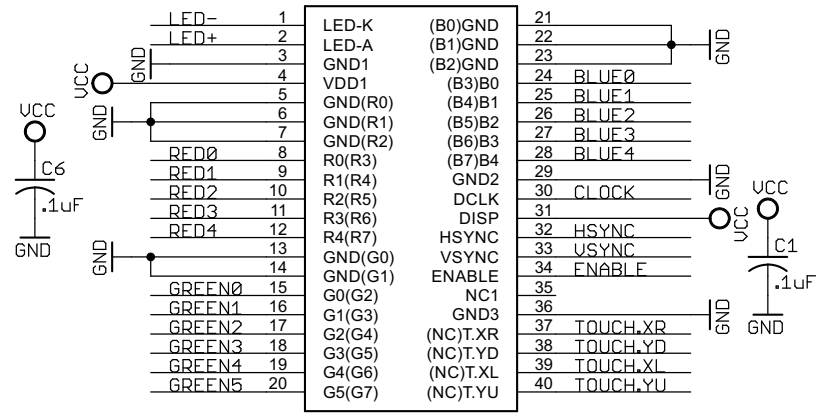 LED- 1 LED-K (B0)GND 21
LED+ 2 LED-A (B1)GND 22
GND 3 GND1 (B2)GND 23 GND
VCC 4 VDD1 (B3)B0 24 BLUE0
5 GND(R0) (B4)B1 25 BLUE1
GND 6 GND(R1) (B5)B2 26 BLUE2
7 GND(R2) (B6)B3 27 BLUE3
RED0 8 R0(R3) (B7)B4 28 BLUE4
RED1 9 R1(R4) GND2 29 GND
RED2 10 R2(R5) DCLK 30 CLOCK
RED3 11 R3(R6) DISP 31 VCC
RED4 12 R4(R7) HSYNC 32 HSYNC
GND 13 GND(G0) VSYNC 33 VSYNC
14 GND(G1) ENABLE 34 ENABLE
GREEN0 15 G0(G2) NC1 35
GREEN1 16 G1(G3) GND3 36 GND
GREEN2 17 G2(G4) (NC)T.XR 37 TOUCH.XR
GREEN3 18 G3(G5) (NC)T.YD 38 TOUCH.YD
GREEN4 19 G4(G6) (NC)T.XL 39 TOUCH.XL
GREEN5 20 G5(G7) (NC)T.YU 40 TOUCH.YU
VCC
C6
.1uF
GND
VCC
C1
.1uF
GND